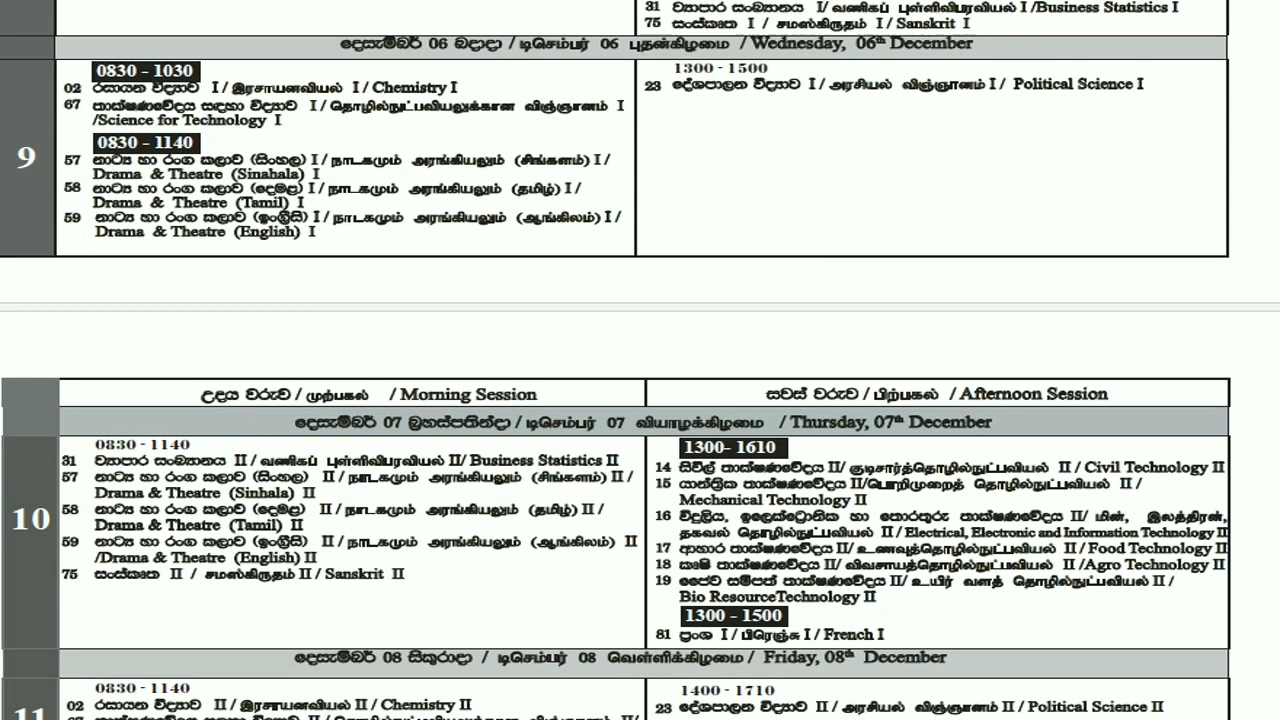 31 ව්‍යාපාර සංඛ්‍යානය I/ வணிகப் புள்ளிவிபரவியல் I /Business Statistics I
75 සංස්කෘත I / சமஸ்கிருதம் I / Sanskrit I
දෙසැම්බර් 06 බදාදා / டிசெம்பர் 06 புதன்கிழமை / Wednesday, 06th December
9
0830 - 1030
02 රසායන විද්‍යාව I / இரசாயனவியல் I / Chemistry I
67 තාක්ෂණවේදය සඳහා විද්‍යාව I / தொழில்நுட்பவியலுக்கான விஞ்ஞானம் I
/Science for Technology I
0830 - 1140
57 නාට්‍ය හා රංග කලාව (සිංහල) I / நாடகமும் அரங்கியலும் (சிங்களம்) I /
Drama & Theatre (Sinahala) I
58 නාට්‍ය හා රංග කලාව (දෙමළ) I / நாடகமும் அரங்கியலும் (தமிழ்) I /
Drama & Theatre (Tamil) I
59 නාට්‍ය හා රංග කලාව (ඉංග්‍රීසි) I / நாடகமும் அரங்கியலும் (ஆங்கிலம்) I /
Drama & Theatre (English) I
1300 - 1500
23 දේශපාලන විද්‍යාව I / அரசியல் விஞ்ஞானம் I / Political Science I
උදය වරුව / முற்பகல் / Morning Session
සවස් වරුව / பிற்பகல் / Afternoon Session
දෙසැම්බර් 07 බ්‍රහස්පතින්දා / டிசெம்பர் 07 வியாழக்கிழமை / Thursday, 07th December
10
0830 - 1140
31 ව්‍යාපාර සංඛ්‍යානය II / வணிகப் புள்ளிவிபரவியல் II/ Business Statistics II
57 නාට්‍ය හා රංග කලාව (සිංහල) II / நாடகமும் அரங்கியலும் (சிங்களம்) II /
Drama & Theatre (Sinhala) II
58 නාට්‍ය හා රංග කලාව (දෙමළ) II / நாடகமும் அரங்கியலும் (தமிழ்) II /
Drama & Theatre (Tamil) II
59 නාට්‍ය හා රංග කලාව (ඉංග්‍රීසි) II / நாடகமும் அரங்கியலும் (ஆங்கிலம்) II
/Drama & Theatre (English) II
75 සංස්කෘත II / சமஸ்கிருதம் II / Sanskrit II
1300- 1610
14 සිවිල් තාක්ෂණවේදය II/ குடிசார்த்தொழில்நுட்பவியல் II / Civil Technology II
15 යාන්ත්‍රික තාක්ෂණවේදය II/பொறிமுறைத் தொழில்நுட்பவியல் II /
Mechanical Technology II
16 විදුලිය, ඉලෙක්ට්‍රොනික හා තොරතුරු තාක්ෂණවේදය II/ மின், இலத்திரன்,
தகவல் தொழில்நுட்பவியல் II / Electrical, Electronic and Information Technology II
17 ආහාර තාක්ෂණවේදය II/ உணவுத்தொழில்நுட்பவியல் II / Food Technology II
18 කෘෂි තාක්ෂණවේදය II/ விவசாயத்தொழில்நுட்பவியல் II /Agro Technology II
19 ජෛව සම්පත් තාක්ෂණවේදය II/ உயிர் வளத் தொழில்நுட்பவியல் II /
Bio ResourceTechnology II
1300 - 1500
81 ප්‍රංශ I / பிரெஞ்சு I / French I
දෙසැම්බර් 08 සිකුරාදා / டிசெம்பர் 08 வெள்ளிக்கிழமை / Friday, 08th December
11
0830 - 1140
02 රසායන විද්‍යාව II / இரசாயனவியல் II / Chemistry II
1400 - 1710
23 දේශපාලන විද්‍යාව II / அரசியல் விஞ்ஞானம் II / Political Science II